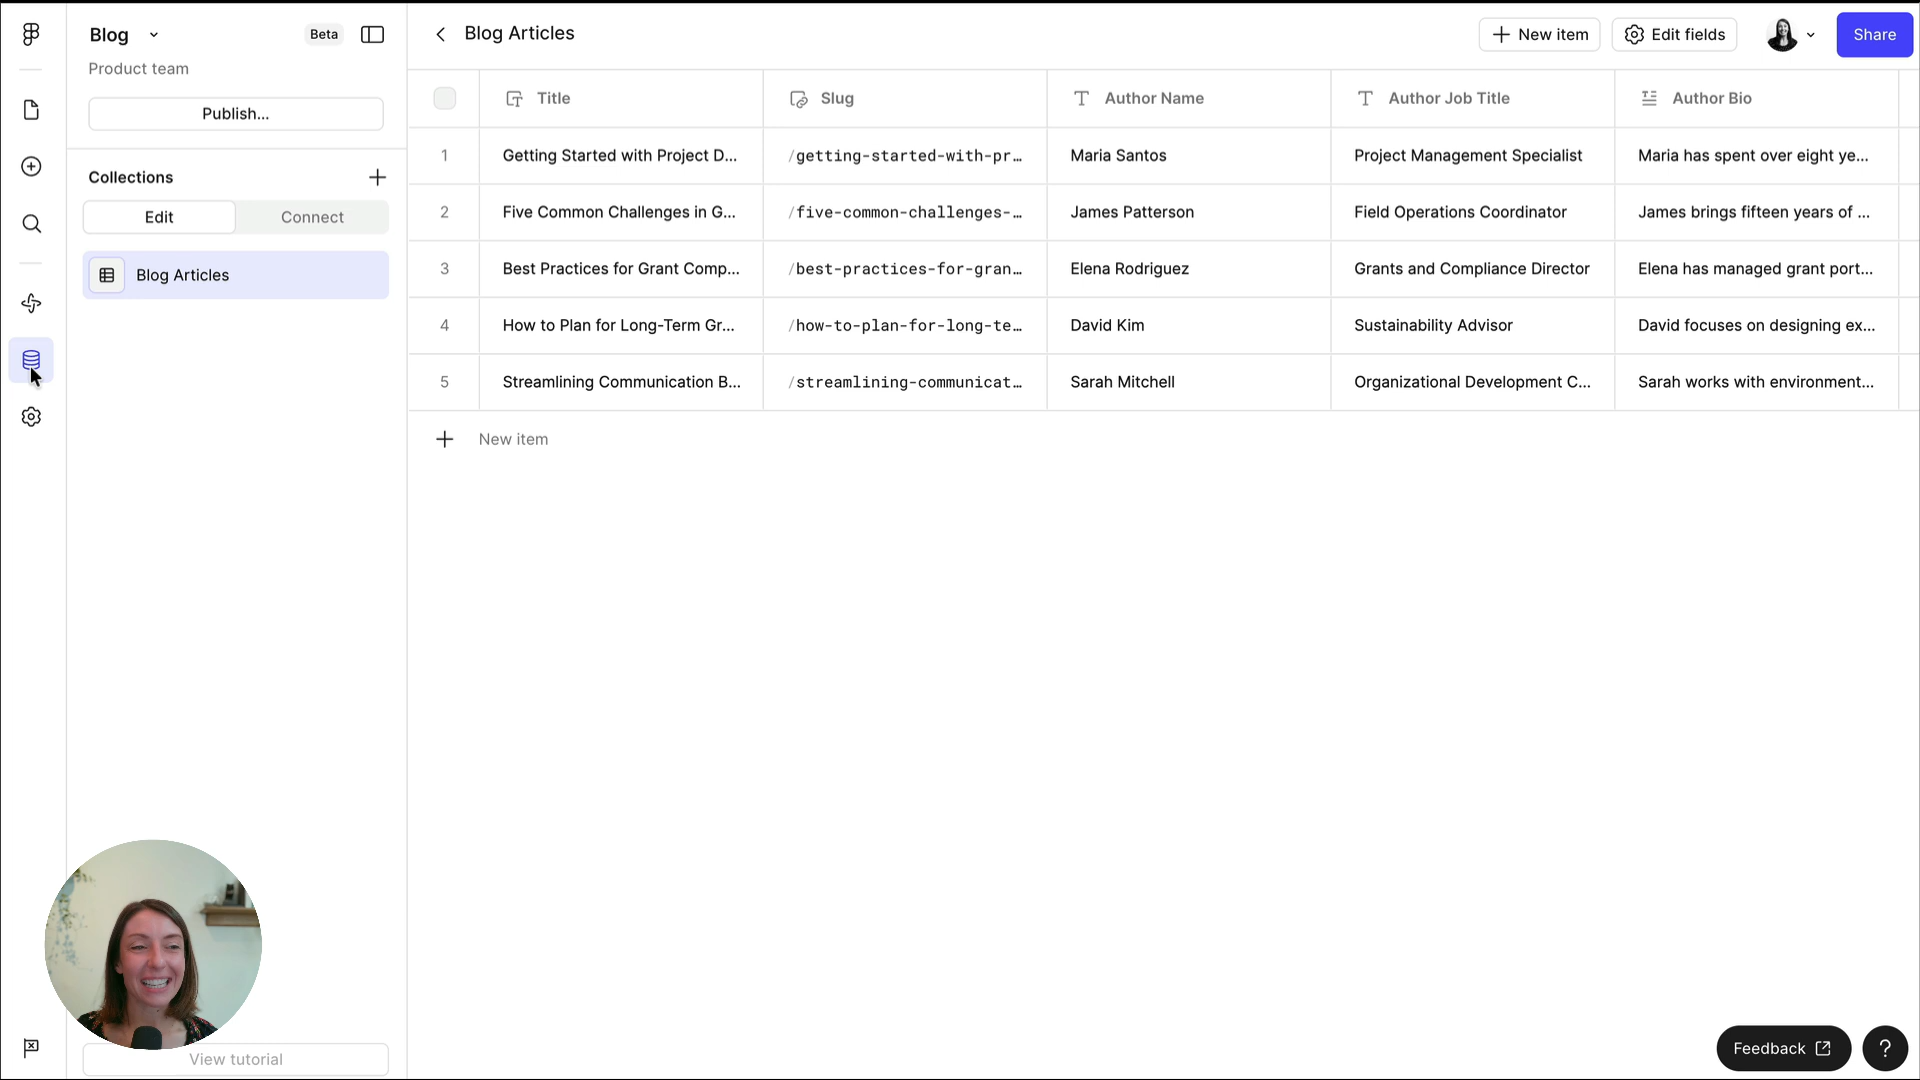 Blog
Beta
Product team
Publish...
Collections
Edit
Connect
Blog Articles
View tutorial
Blog Articles
New item
Edit fields
Share
Title
Slug
Author Name
Author Job Title
Author Bio
1
Getting Started with Project D...
/getting-started-with-pr...
Maria Santos
Project Management Specialist
Maria has spent over eight ye...
2
Five Common Challenges in G...
/five-common-challenges-...
James Patterson
Field Operations Coordinator
James brings fifteen years of ...
3
Best Practices for Grant Comp...
/best-practices-for-gran...
Elena Rodriguez
Grants and Compliance Director
Elena has managed grant port...
4
How to Plan for Long-Term Gr...
/how-to-plan-for-long-te...
David Kim
Sustainability Advisor
David focuses on designing ex...
5
Streamlining Communication B...
/streamlining-communicat...
Sarah Mitchell
Organizational Development C...
Sarah works with environment...
New item
Feedback
?